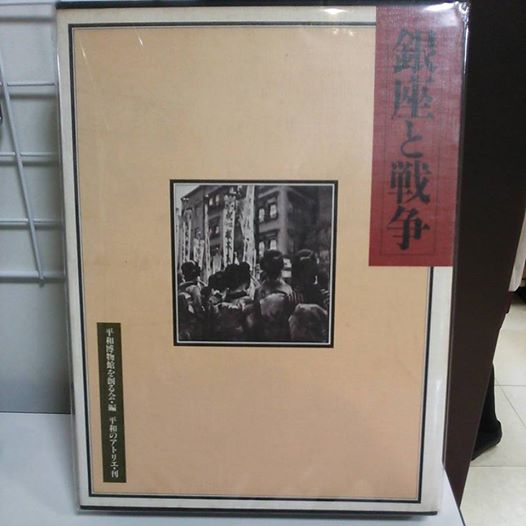 銀座と戦争
平和博物館を創る会・編 平和のアトリエ・刊